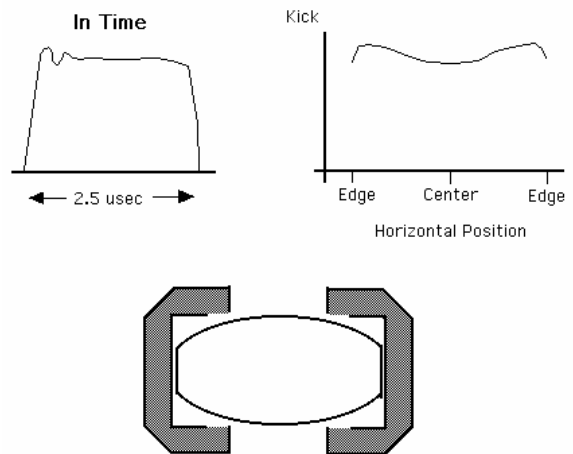 In Time
2.5 usec
Kick
Edge
Center
Edge
Horizontal Position